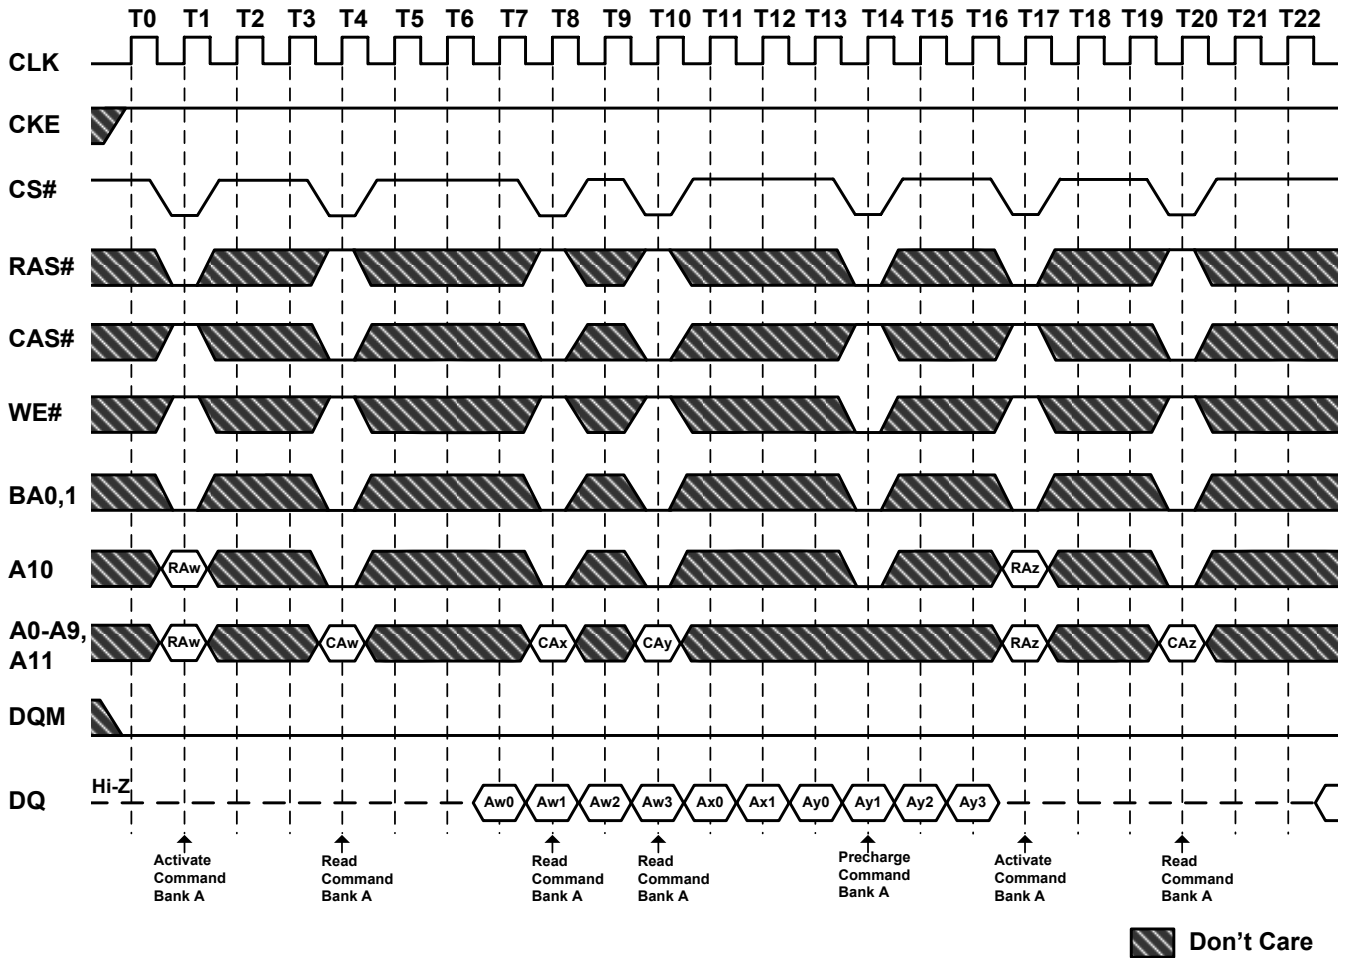 T0 T1 T2 T3 T4 T5 T6 T7 T8 T9 T10 T11 T12 T13 T14 T15 T16 T17 T18 T19 T20 T21 T22
CLK
CKE
CS#
RAS#
CAS#
WE#
BA0,1
A10
RAw RAz
A0-A9,
A11
RAw CAw CAx CAy RAz CAz
DQM
Hi-Z
DQ
Aw0 Aw1 Aw2 Aw3 Ax0 Ax1 Ay0 Ay1 Ay2 Ay3
Activate
Command
Bank A
Read
Command
Bank A
Read
Command
Bank A
Read
Command
Bank A
Precharge
Command
Bank A
Activate
Command
Bank A
Read
Command
Bank A
Don't Care